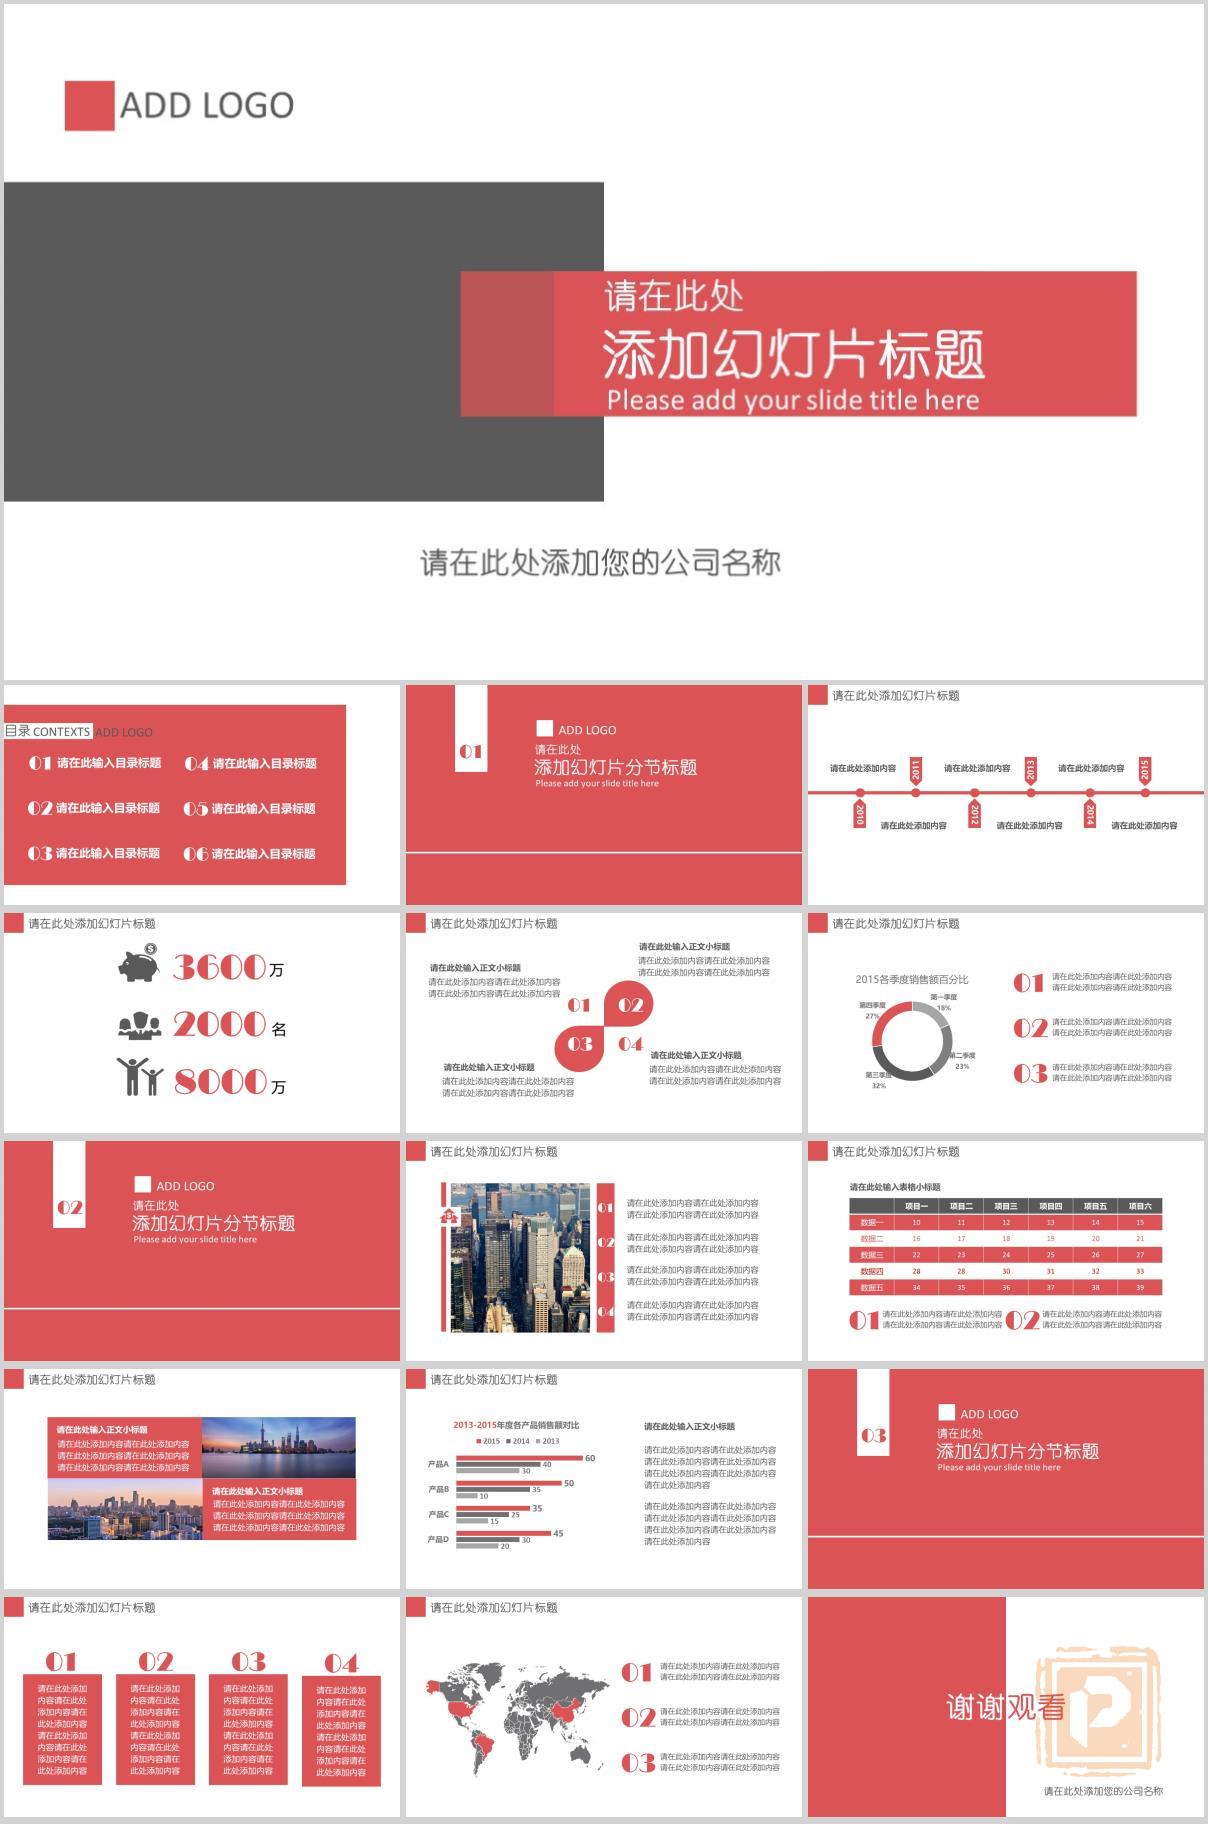 ADD LOGO
请在此处
添加幻灯片标题
Please add your slide title here
请在此处添加您的公司名称
目录 CONTEXTS ADD LOGO
01 请在此输入目录标题
04 请在此输入目录标题
02 请在此输入目录标题
05 请在此输入目录标题
03 请在此输入目录标题
06 请在此输入目录标题
01
ADD LOGO
请在此处
添加幻灯片分节标题
Please add your slide title here
请在此处添加幻灯片标题
请在此处添加内容
2011
请在此处添加内容
2013
请在此处添加内容
2015
2010
请在此处添加内容
2012
请在此处添加内容
2014
请在此处添加内容
请在此处添加幻灯片标题
3600万
2000名
8000万
请在此处添加幻灯片标题
请在此处输入正文小标题
请在此处添加内容请在此处添加内容
请在此处添加内容请在此处添加内容
请在此处输入正文小标题
请在此处添加内容请在此处添加内容
请在此处添加内容请在此处添加内容
01
02
03
04
请在此处输入正文小标题
请在此处添加内容请在此处添加内容
请在此处添加内容请在此处添加内容
请在此处输入正文小标题
请在此处添加内容请在此处添加内容
请在此处添加内容请在此处添加内容
请在此处添加幻灯片标题
2015各季度销售额百分比
第一季度
18%
第二季度
23%
第三季度
32%
第四季度
27%
01
请在此处添加内容请在此处添加内容
请在此处添加内容请在此处添加内容
02
请在此处添加内容请在此处添加内容
请在此处添加内容请在此处添加内容
03
请在此处添加内容请在此处添加内容
请在此处添加内容请在此处添加内容
02
ADD LOGO
请在此处
添加幻灯片分节标题
Please add your slide title here
请在此处添加幻灯片标题
01
请在此处添加内容请在此处添加内容
请在此处添加内容请在此处添加内容
02
请在此处添加内容请在此处添加内容
请在此处添加内容请在此处添加内容
03
请在此处添加内容请在此处添加内容
请在此处添加内容请在此处添加内容
04
请在此处添加内容请在此处添加内容
请在此处添加内容请在此处添加内容
请在此处添加幻灯片标题
请在此处输入表格小标题
项目一 项目二 项目三 项目四 项目五 项目六
数据一 10 11 12 13 14 15
数据二 16 17 18 19 20 21
数据三 22 23 24 25 26 27
数据四 28 28 30 31 32 33
数据五 34 35 36 37 38 39
01
请在此处添加内容请在此处添加内容
请在此处添加内容请在此处添加内容
02
请在此处添加内容请在此处添加内容
请在此处添加内容请在此处添加内容
请在此处添加幻灯片标题
请在此处输入正文小标题
请在此处添加内容请在此处添加内容
请在此处添加内容请在此处添加内容
请在此处添加内容请在此处添加内容
请在此处输入正文小标题
请在此处添加内容请在此处添加内容
请在此处添加内容请在此处添加内容
请在此处添加内容请在此处添加内容
请在此处添加幻灯片标题
2013-2015年度各产品销售额对比
2015 2014 2013
产品A 60 40 30
产品B 50 35 10
产品C 35 25 15
产品D 45 30 20
请在此处输入正文小标题
请在此处添加内容请在此处添加内容
请在此处添加内容请在此处添加内容
请在此处添加内容请在此处添加内容
请在此处添加内容
请在此处添加内容请在此处添加内容
请在此处添加内容请在此处添加内容
请在此处添加内容请在此处添加内容
请在此处添加内容
03
ADD LOGO
请在此处
添加幻灯片分节标题
Please add your slide title here
请在此处添加幻灯片标题
01
请在此处添加
内容请在此处
添加内容请在
此处添加内容
请在此处添加
内容请在此处
添加内容请在
此处添加内容
02
请在此处添加
内容请在此处
添加内容请在
此处添加内容
请在此处添加
内容请在此处
添加内容请在
此处添加内容
03
请在此处添加
内容请在此处
添加内容请在
此处添加内容
请在此处添加
内容请在此处
添加内容请在
此处添加内容
04
请在此处添加
内容请在此处
添加内容请在
此处添加内容
请在此处添加
内容请在此处
添加内容请在
此处添加内容
请在此处添加幻灯片标题
01
请在此处添加内容请在此处添加内容
请在此处添加内容请在此处添加内容
02
请在此处添加内容请在此处添加内容
请在此处添加内容请在此处添加内容
03
请在此处添加内容请在此处添加内容
请在此处添加内容请在此处添加内容
谢谢观看
请在此处添加您的公司名称